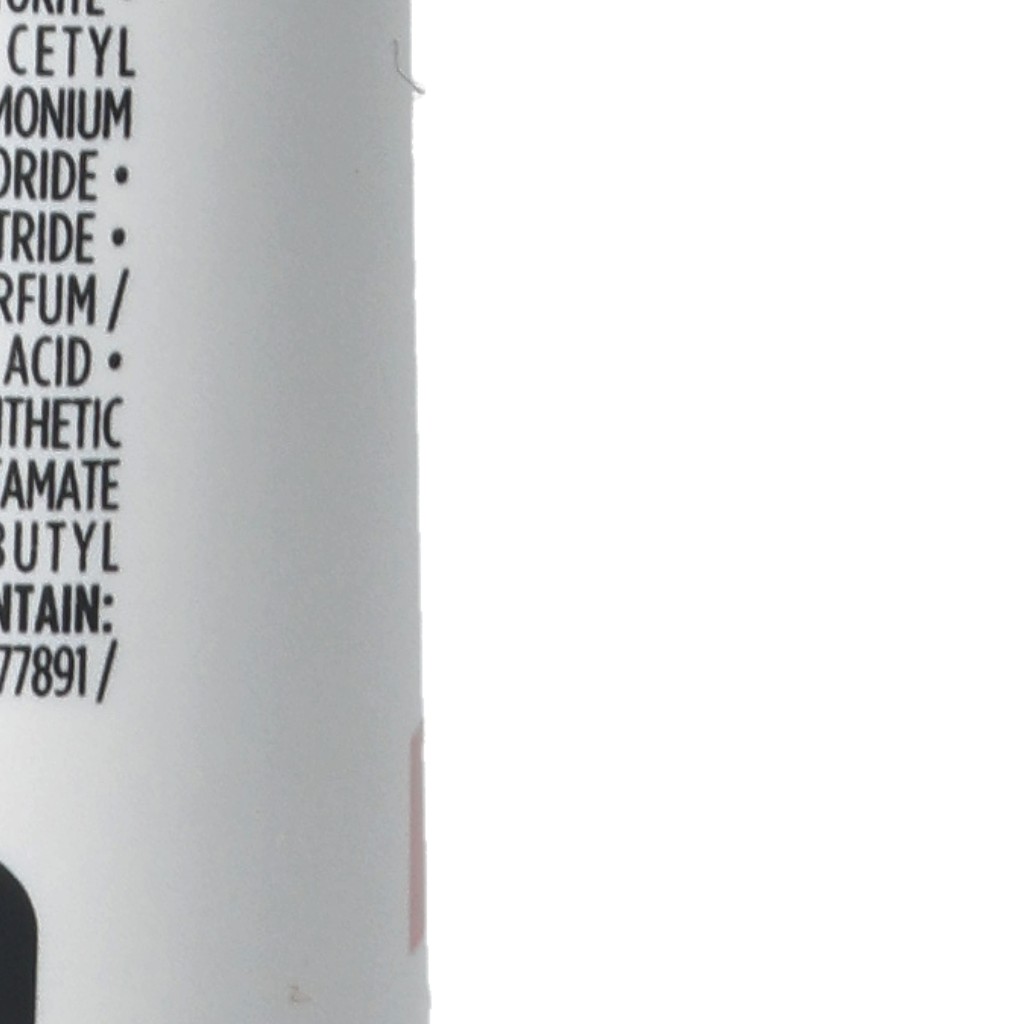 CETYL
MONIUM
ORIDE •
TRIDE •
RFUM /
ACID •
THETIC
AMATE
BUTYL
NTAIN:
77891 /